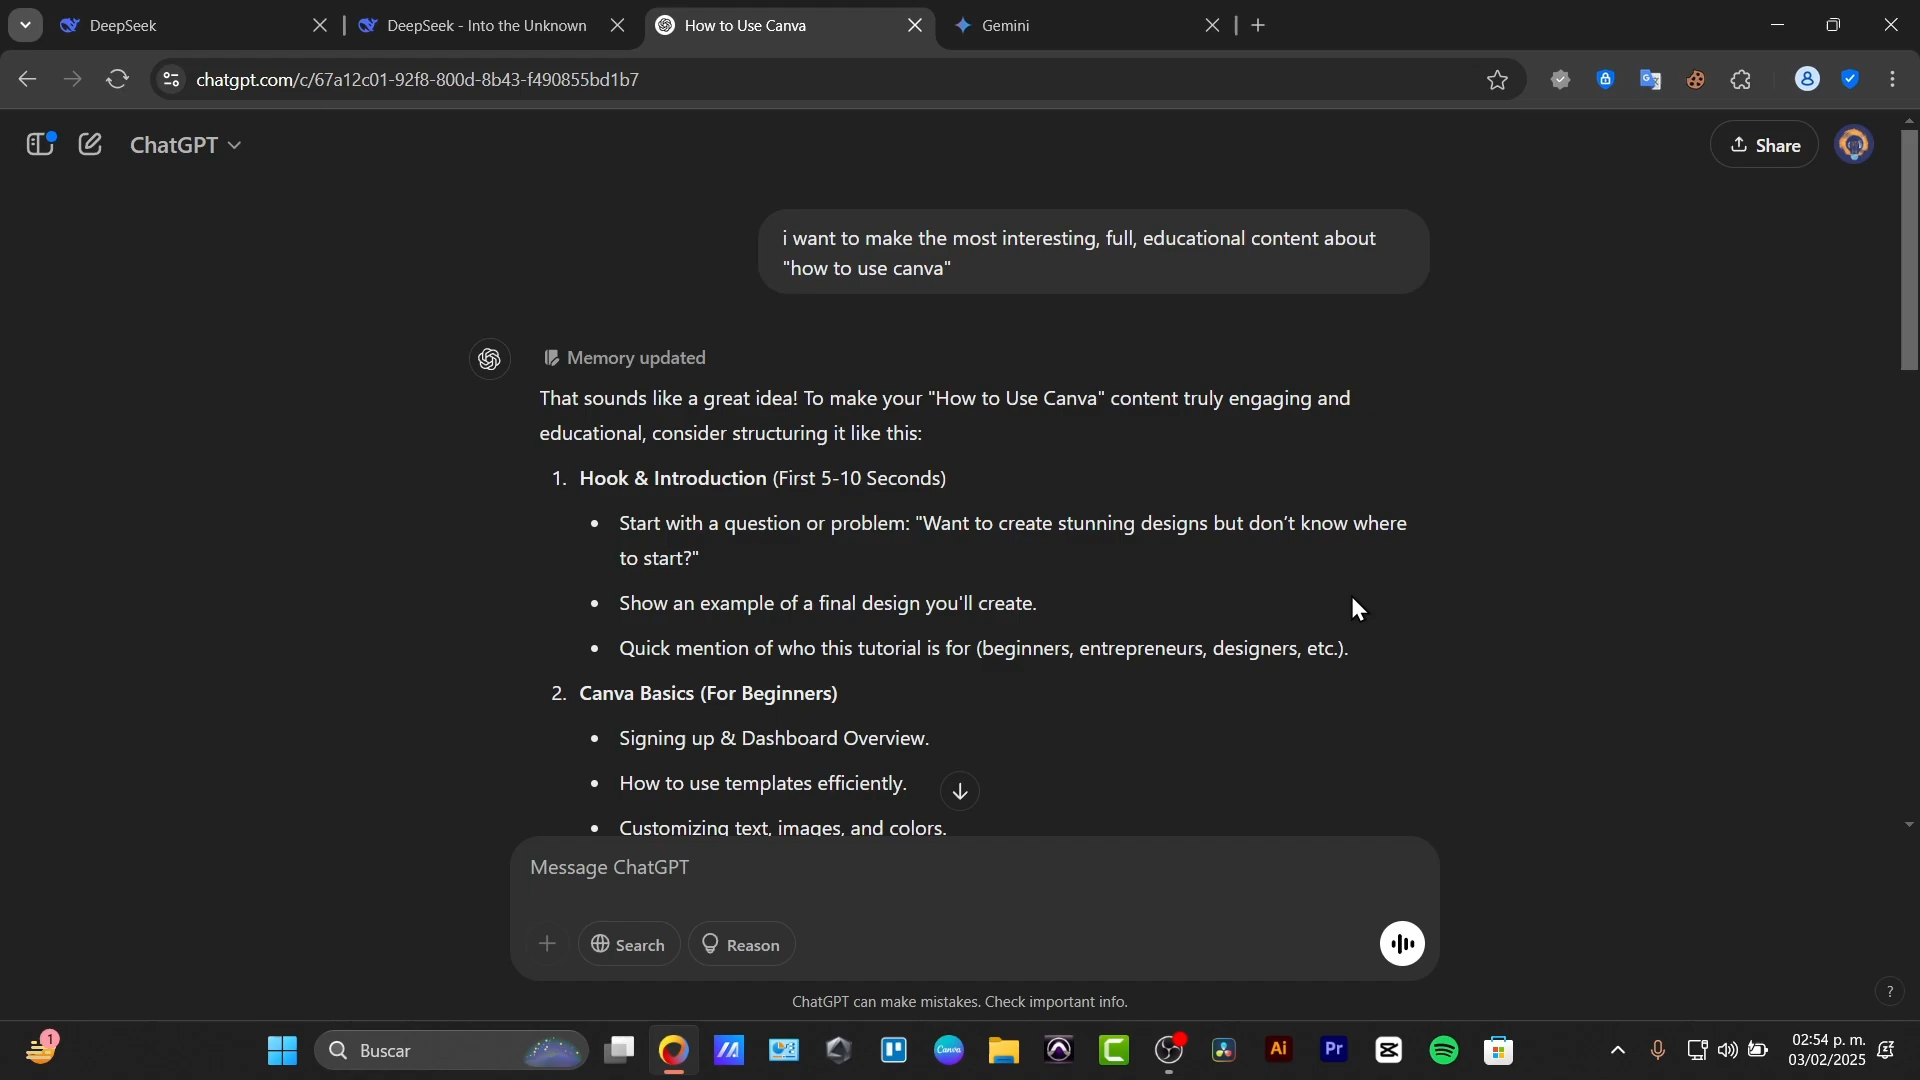 DeepSeek
DeepSeek - Into the Unknown
How to Use Canva
Gemini
chatgpt.com/c/67a12c01-92f8-800d-8b43-f490855bd1b7
ChatGPT
Share
i want to make the most interesting, full, educational content about
"how to use canva"
Memory updated
That sounds like a great idea! To make your "How to Use Canva" content truly engaging and
educational, consider structuring it like this:
1. Hook & Introduction (First 5-10 Seconds)
• Start with a question or problem: "Want to create stunning designs but don't know where
to start?"
• Show an example of a final design you'll create.
• Quick mention of who this tutorial is for (beginners, entrepreneurs, designers, etc.).
2. Canva Basics (For Beginners)
• Signing up & Dashboard Overview.
• How to use templates efficiently.
• Customizing text, images, and colors.
Message ChatGPT
Search
Reason
ChatGPT can make mistakes. Check important info.
?
1
Buscar
Canva
Ai
Pr
02:54 p. m.
03/02/2025